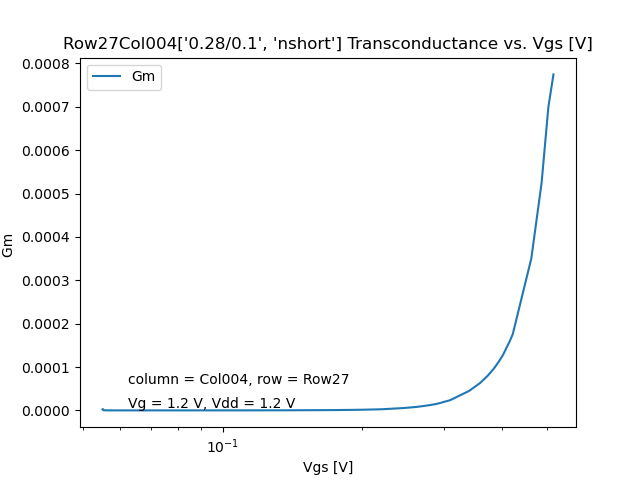 Row27Col004['0.28/0.1', 'nshort'] Transconductance vs. Vgs [V]
Gm
0.0008
0.0007
0.0006
0.0005
0.0004
0.0003
0.0002
0.0001
0.0000
Gm
column = Col004, row = Row27
Vg = 1.2 V, Vdd = 1.2 V
10⁻¹
Vgs [V]